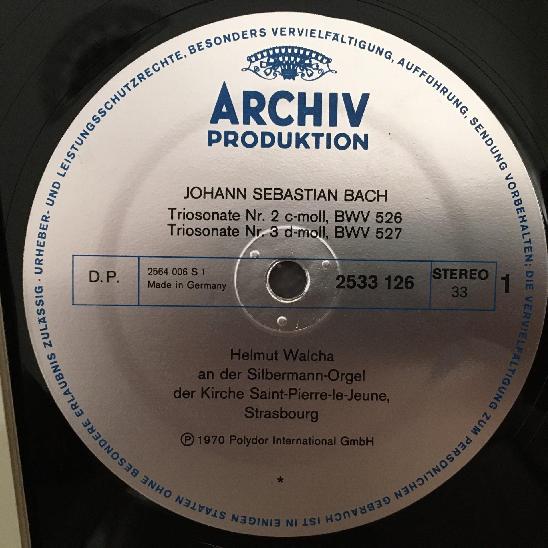 URHEBER- UND LEISTUNGSSCHUTZRECHTE, BESONDERS VERVIELFÄLTIGUNG, AUFFÜHRUNG, SENDUNG VORBEHALTEN · DIE VERVIELFÄLTIGUNG ZUM PERSÖNLICHEN GEBRAUCH IST IN EINIGEN STAATEN OHNE BESONDERE ERLAUBNIS ZULÄSSIG ·
ARCHIV
PRODUKTION
JOHANN SEBASTIAN BACH
Triosonate Nr. 2 c-moll, BWV 526
Triosonate Nr. 3 d-moll, BWV 527
D.P.
2564 006 S 1
Made in Germany
2533 126
STEREO
33
1
Helmut Walcha
an der Silbermann-Orgel
der Kirche Saint-Pierre-le-Jeune,
Strasbourg
℗ 1970 Polydor International GmbH
*